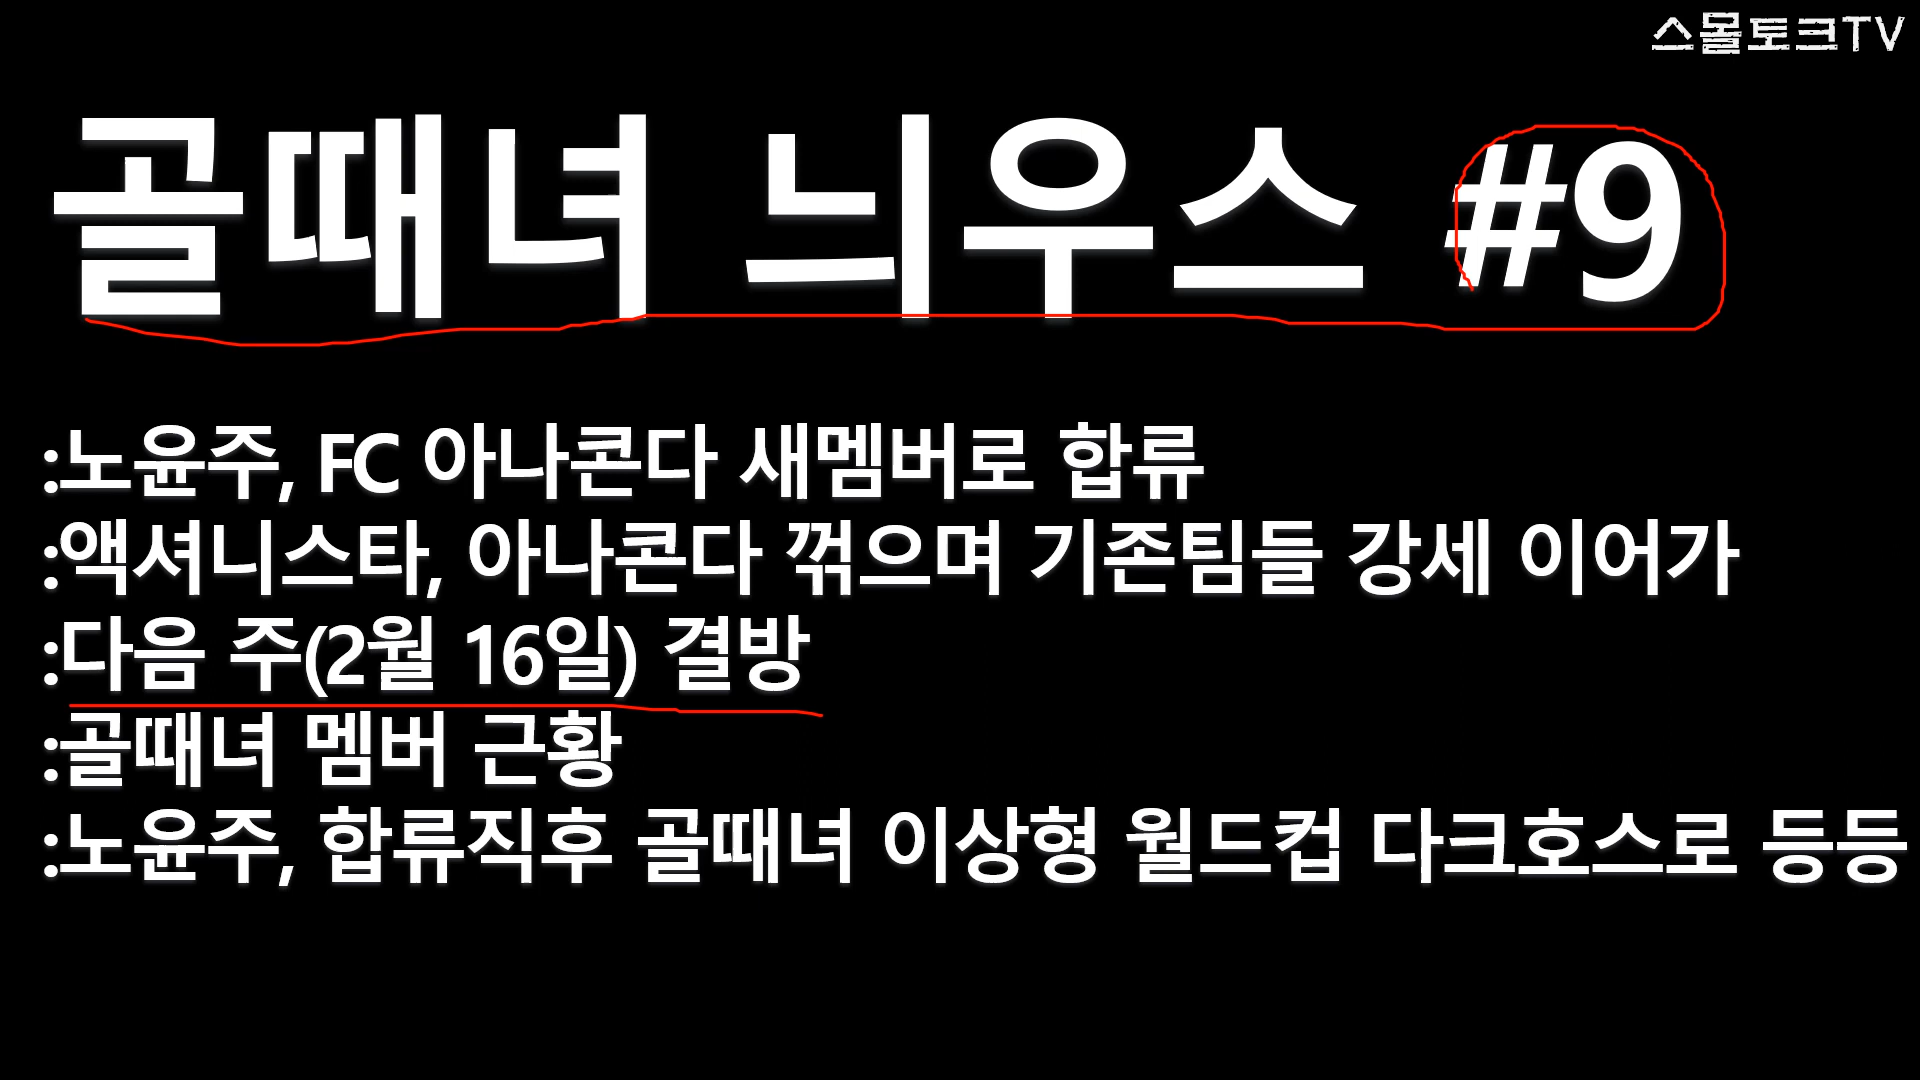 스몰토크TV
골때녀 늬우스 #9
:노윤주, FC 아나콘다 새멤버로 합류
:액셔니스타, 아나콘다 꺾으며 기존팀들 강세 이어가
:다음 주(2월 16일) 결방
:골때녀 멤버 근황
:노윤주, 합류직후 골때녀 이상형 월드컵 다크호스로 등등